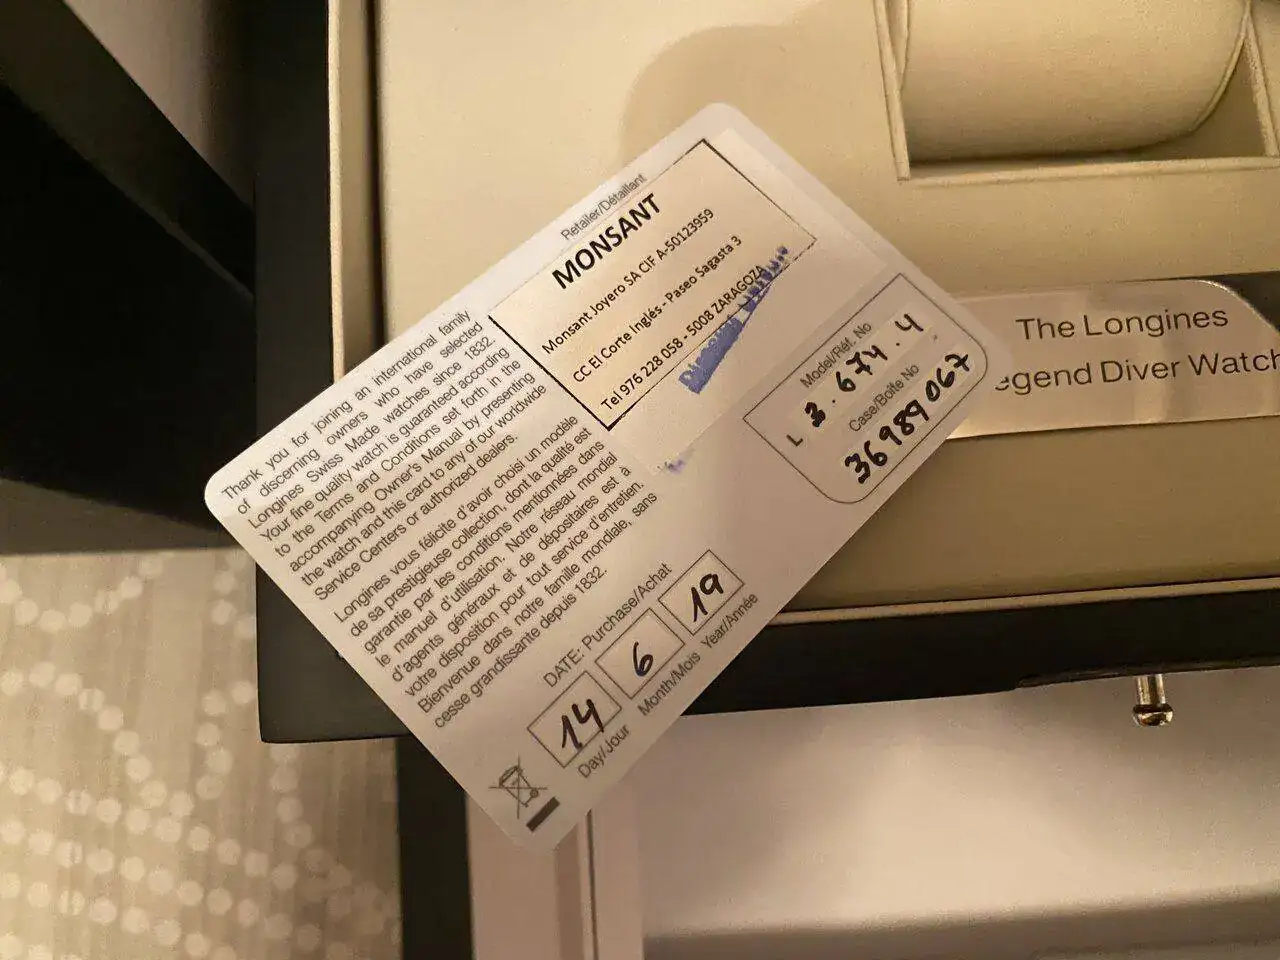 Retailer/Détaillant
MONSANT
Monsant Joyero SA CIF A-50123959
CC El Corte Inglés - Paseo Sagasta 3
Tel 976 228 058 - 5008 ZARAGOZA
Thank you for joining an international family
of discerning owners who have selected
Longines Swiss Made watches since 1832.
Your fine quality watch is guaranteed according
to the Terms and Conditions set forth in the
accompanying Owner's Manual by presenting
the watch and this card to any of our worldwide
Service Centers or authorized dealers.
Longines vous félicite d'avoir choisi un modèle
de sa prestigieuse collection, dont la qualité est
garantie par les conditions mentionnées dans
le manuel d'utilisation. Notre réseau mondial
d'agents généraux et de dépositaires est à
votre disposition pour tout service d'entretien.
Bienvenue dans notre famille mondiale, sans
cesse grandissante depuis 1832.
Model/Réf. No
L 3.674.4
Case/Boîte No
36989067
DATE: Purchase/Achat
14 6 19
Day/Jour Month/Mois Year/Année
The Longines
egend Diver Watch